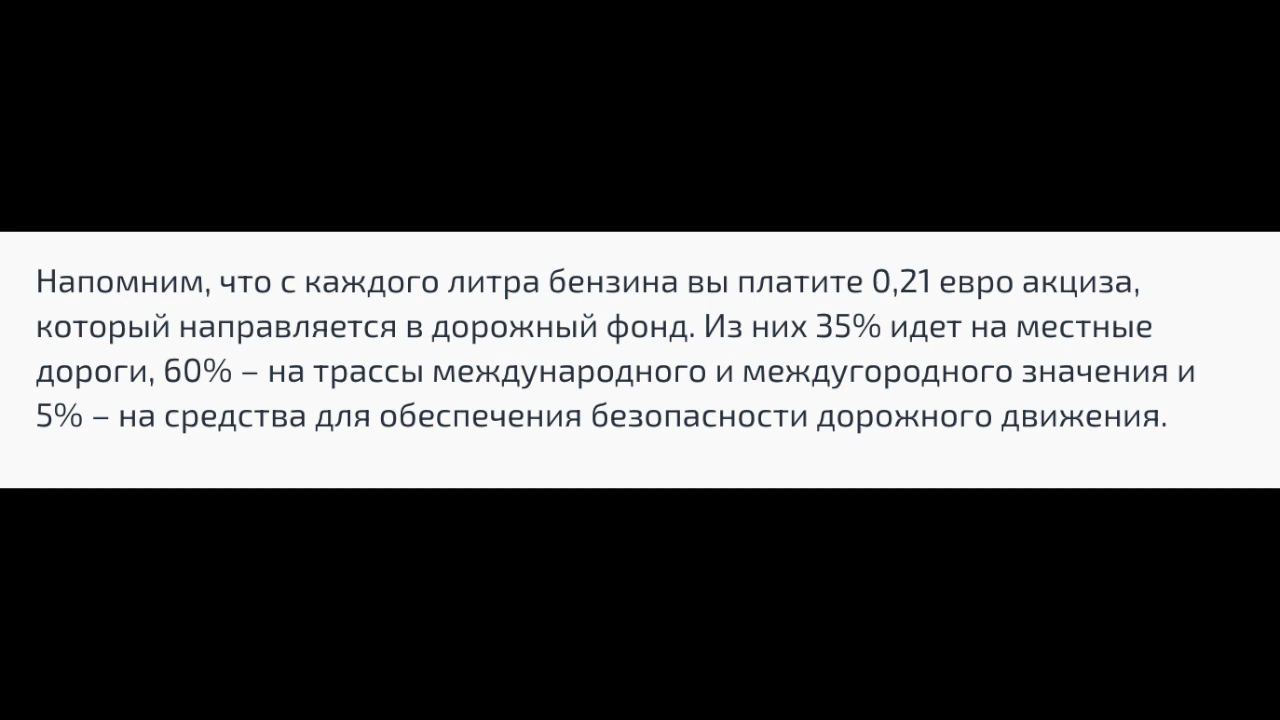 Напомним, что с каждого литра бензина вы платите 0,21 евро акциза,
который направляется в дорожный фонд. Из них 35% идет на местные
дороги, 60% – на трассы международного и междугородного значения и
5% – на средства для обеспечения безопасности дорожного движения.